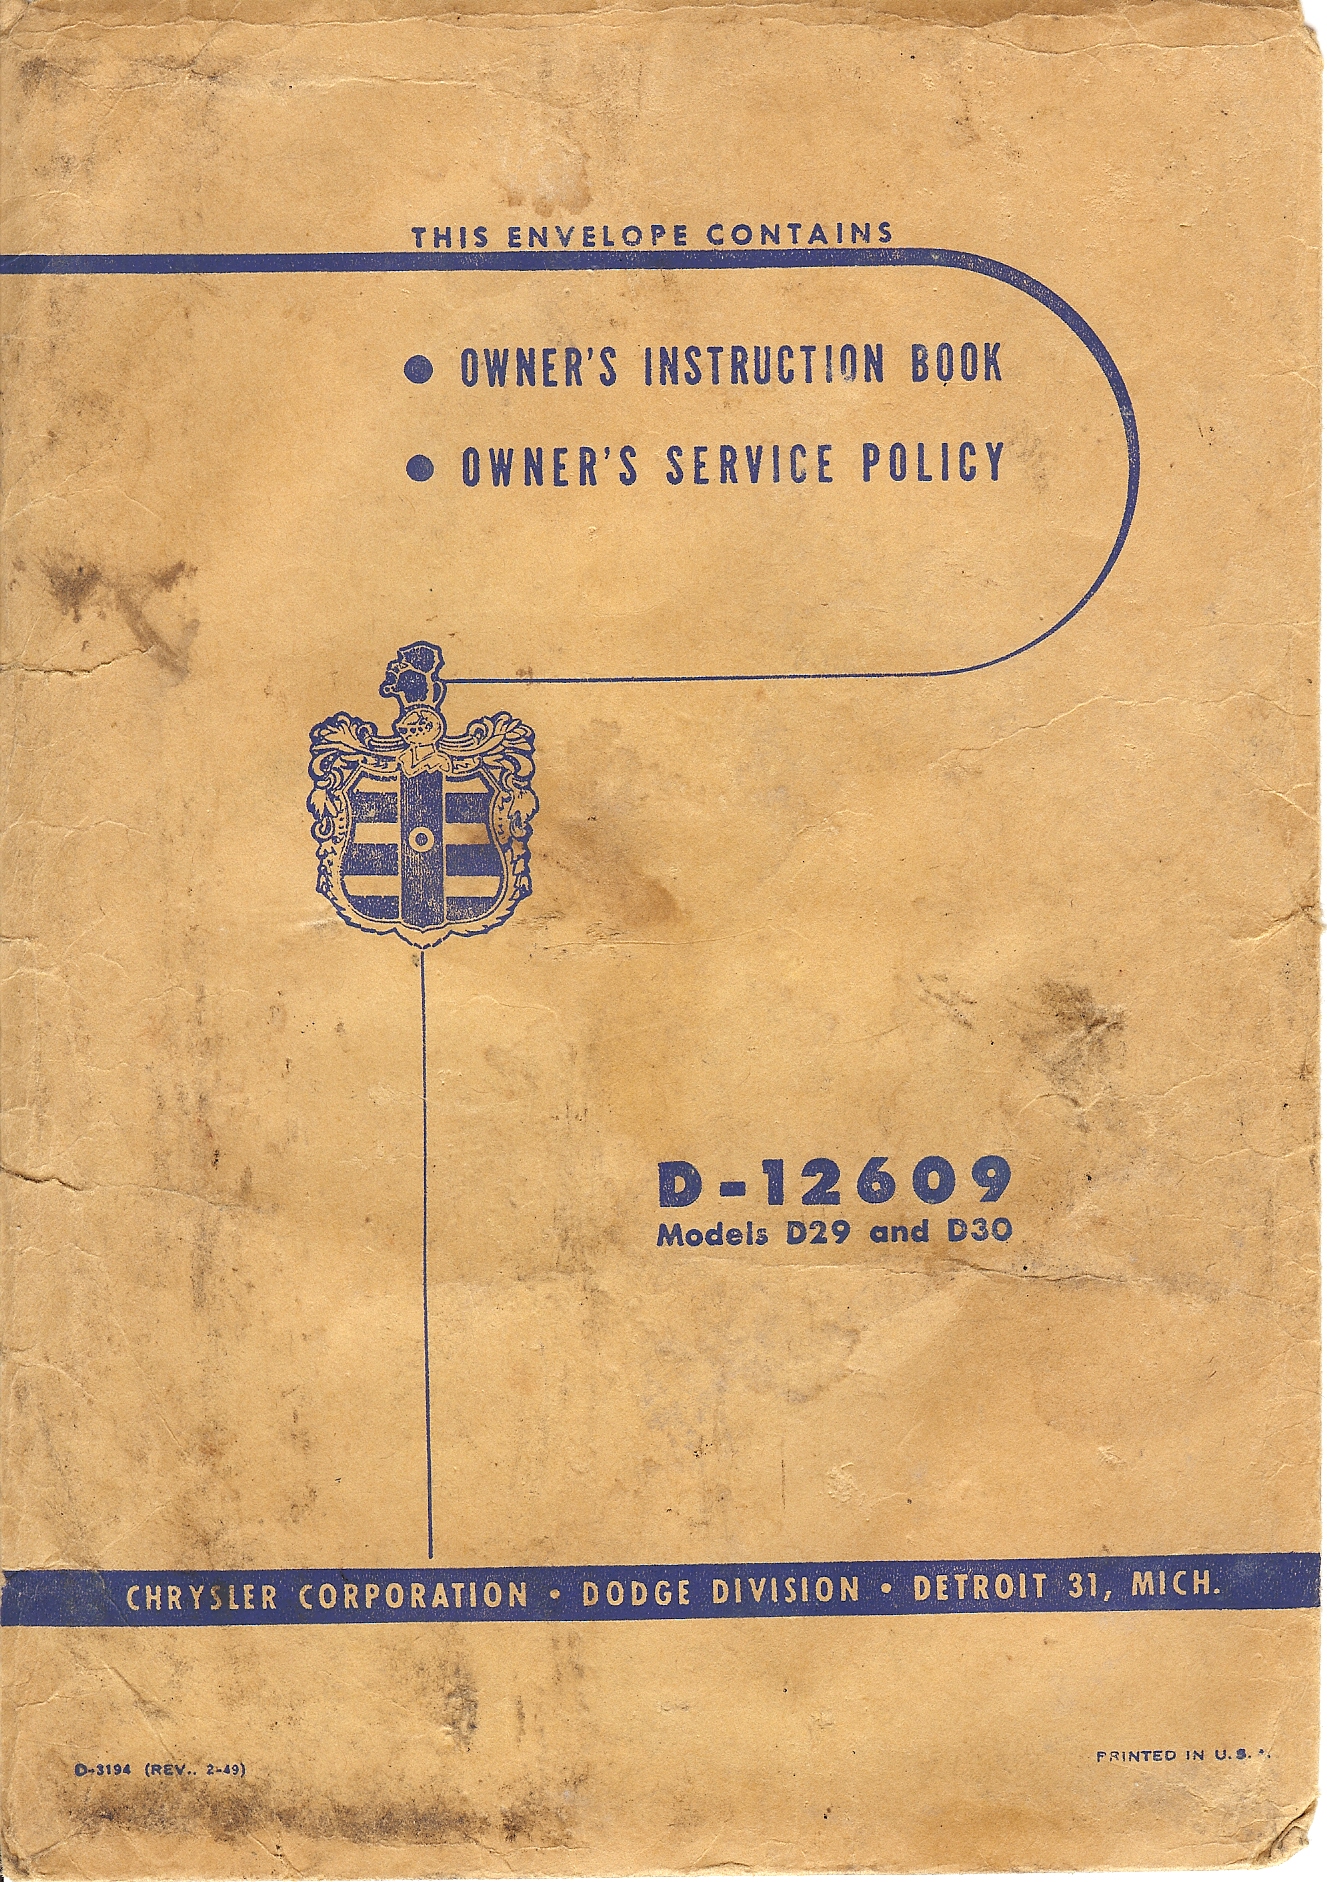 THIS ENVELOPE CONTAINS
● OWNER'S INSTRUCTION BOOK
● OWNER'S SERVICE POLICY
D-12609
Models D29 and D30
CHRYSLER CORPORATION • DODGE DIVISION • DETROIT 31, MICH.
D-3194 (REV.. 2-49)
PRINTED IN U.S.A.